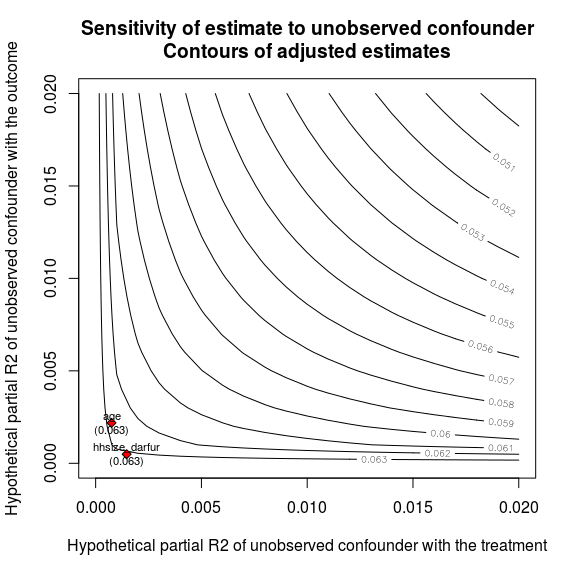 Sensitivity of estimate to unobserved confounder
Contours of adjusted estimates
Hypothetical partial R2 of unobserved confounder with the outcome
0.020
0.015
0.010
0.005
0.000
0.051
0.052
0.053
0.054
0.055
0.056
0.057
0.058
0.059
0.06
0.061
0.062
0.063
age
(0.063)
hhsize_darfur
(0.063)
0.000 0.005 0.010 0.015 0.020
Hypothetical partial R2 of unobserved confounder with the treatment